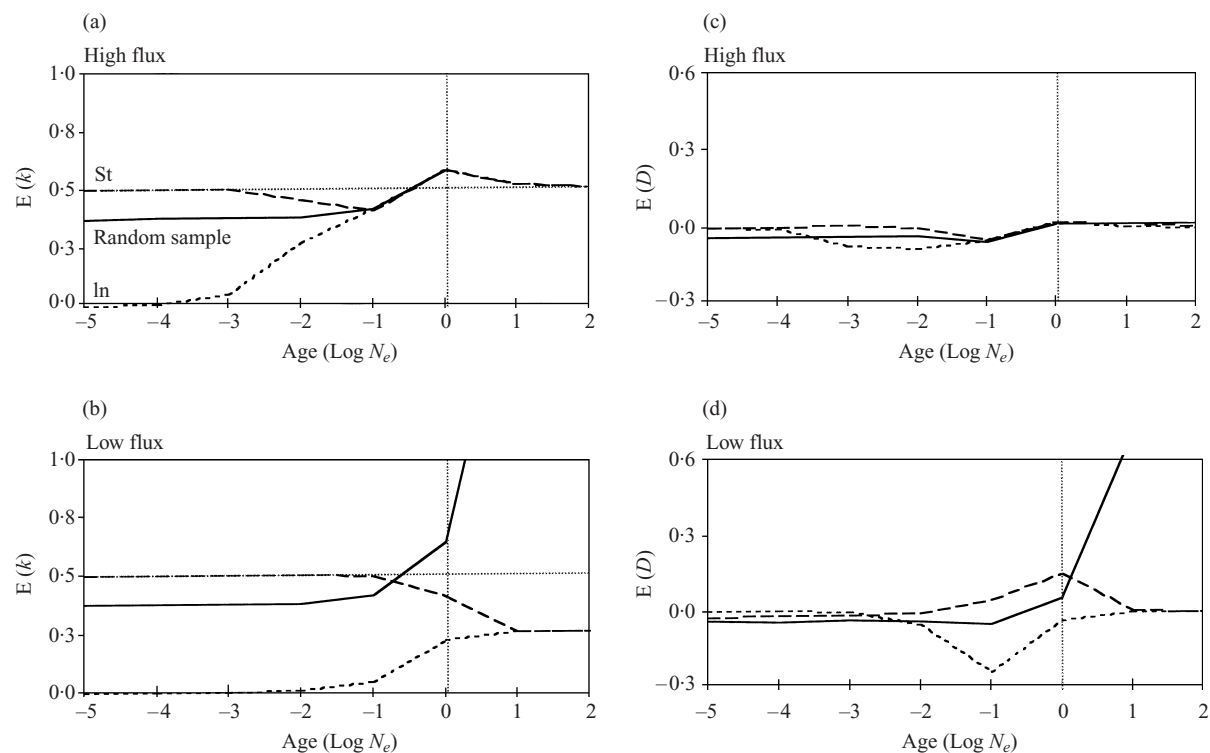 (a)
High flux
E (k)
1·0
0·8
0·5
0·3
0·0
St
Random sample
ln
−5 −4 −3 −2 −1 0 1 2
Age (Log Ne)
(c)
High flux
E (D)
0·6
0·3
0·0
−0·3
−5 −4 −3 −2 −1 0 1 2
Age (Log Ne)
(b)
Low flux
E (k)
1·0
0·8
0·5
0·3
0·0
−5 −4 −3 −2 −1 0 1 2
Age (Log Ne)
(d)
Low flux
E (D)
0·6
0·3
0·0
−0·3
−5 −4 −3 −2 −1 0 1 2
Age (Log Ne)